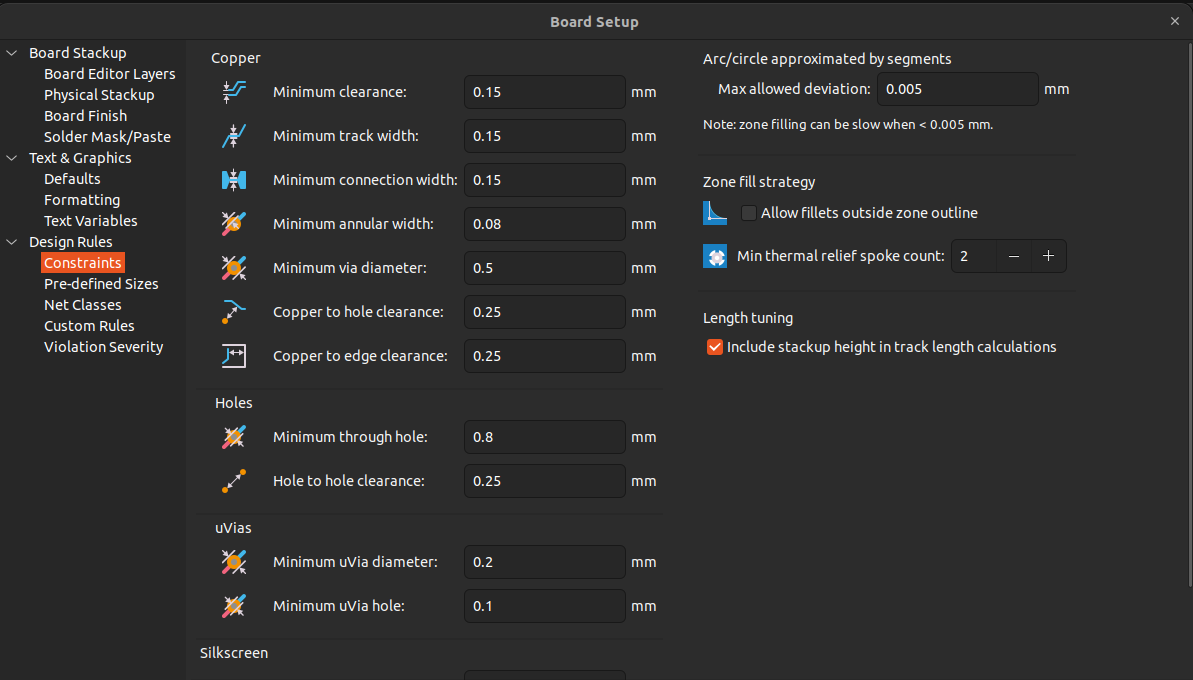 Board Setup
Board Stackup
Board Editor Layers
Physical Stackup
Board Finish
Solder Mask/Paste
Text & Graphics
Defaults
Formatting
Text Variables
Design Rules
Constraints
Pre-defined Sizes
Net Classes
Custom Rules
Violation Severity
Copper
Minimum clearance: 0.15 mm
Minimum track width: 0.15 mm
Minimum connection width: 0.15 mm
Minimum annular width: 0.08 mm
Minimum via diameter: 0.5 mm
Copper to hole clearance: 0.25 mm
Copper to edge clearance: 0.25 mm
Holes
Minimum through hole: 0.8 mm
Hole to hole clearance: 0.25 mm
uVias
Minimum uVia diameter: 0.2 mm
Minimum uVia hole: 0.1 mm
Silkscreen
Arc/circle approximated by segments
Max allowed deviation: 0.005 mm
Note: zone filling can be slow when < 0.005 mm.
Zone fill strategy
Allow fillets outside zone outline
Min thermal relief spoke count: 2 − +
Length tuning
Include stackup height in track length calculations